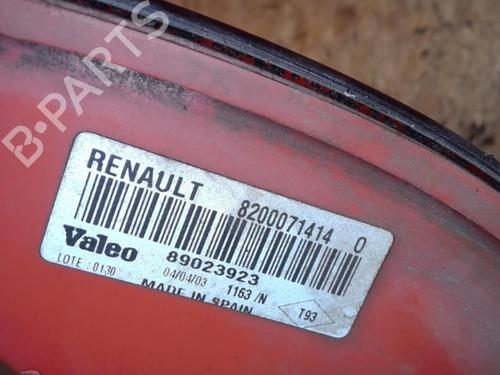 B-PARTS
RENAULT 8200071414 0
Valeo 89023923
LOTE : 0130 04/04/03 1163 /N T93
MADE IN SPAIN